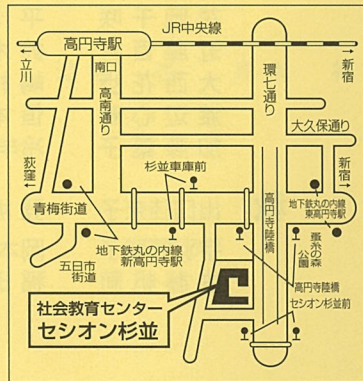 JR中央線
高円寺駅
立川
南口
新宿
高南通り
環七通り
大久保通り
荻窪
杉並車庫前
新宿
青梅街道
高円寺陸橋
地下鉄丸の内線
東高円寺駅
地下鉄丸の内線
新高円寺駅
五日市
街道
蚕糸の森
公園
高円寺陸橋
セシオン杉並前
社会教育センター
セシオン杉並